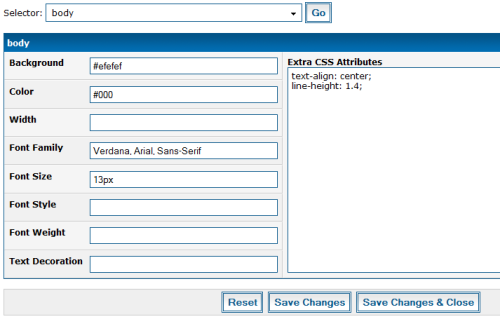 Selector: body Go
body
Background #efefef
Color #000
Width
Font Family Verdana, Arial, Sans-Serif
Font Size 13px
Font Style
Font Weight
Text Decoration
Extra CSS Attributes
text-align: center;
line-height: 1.4;
Reset Save Changes Save Changes & Close